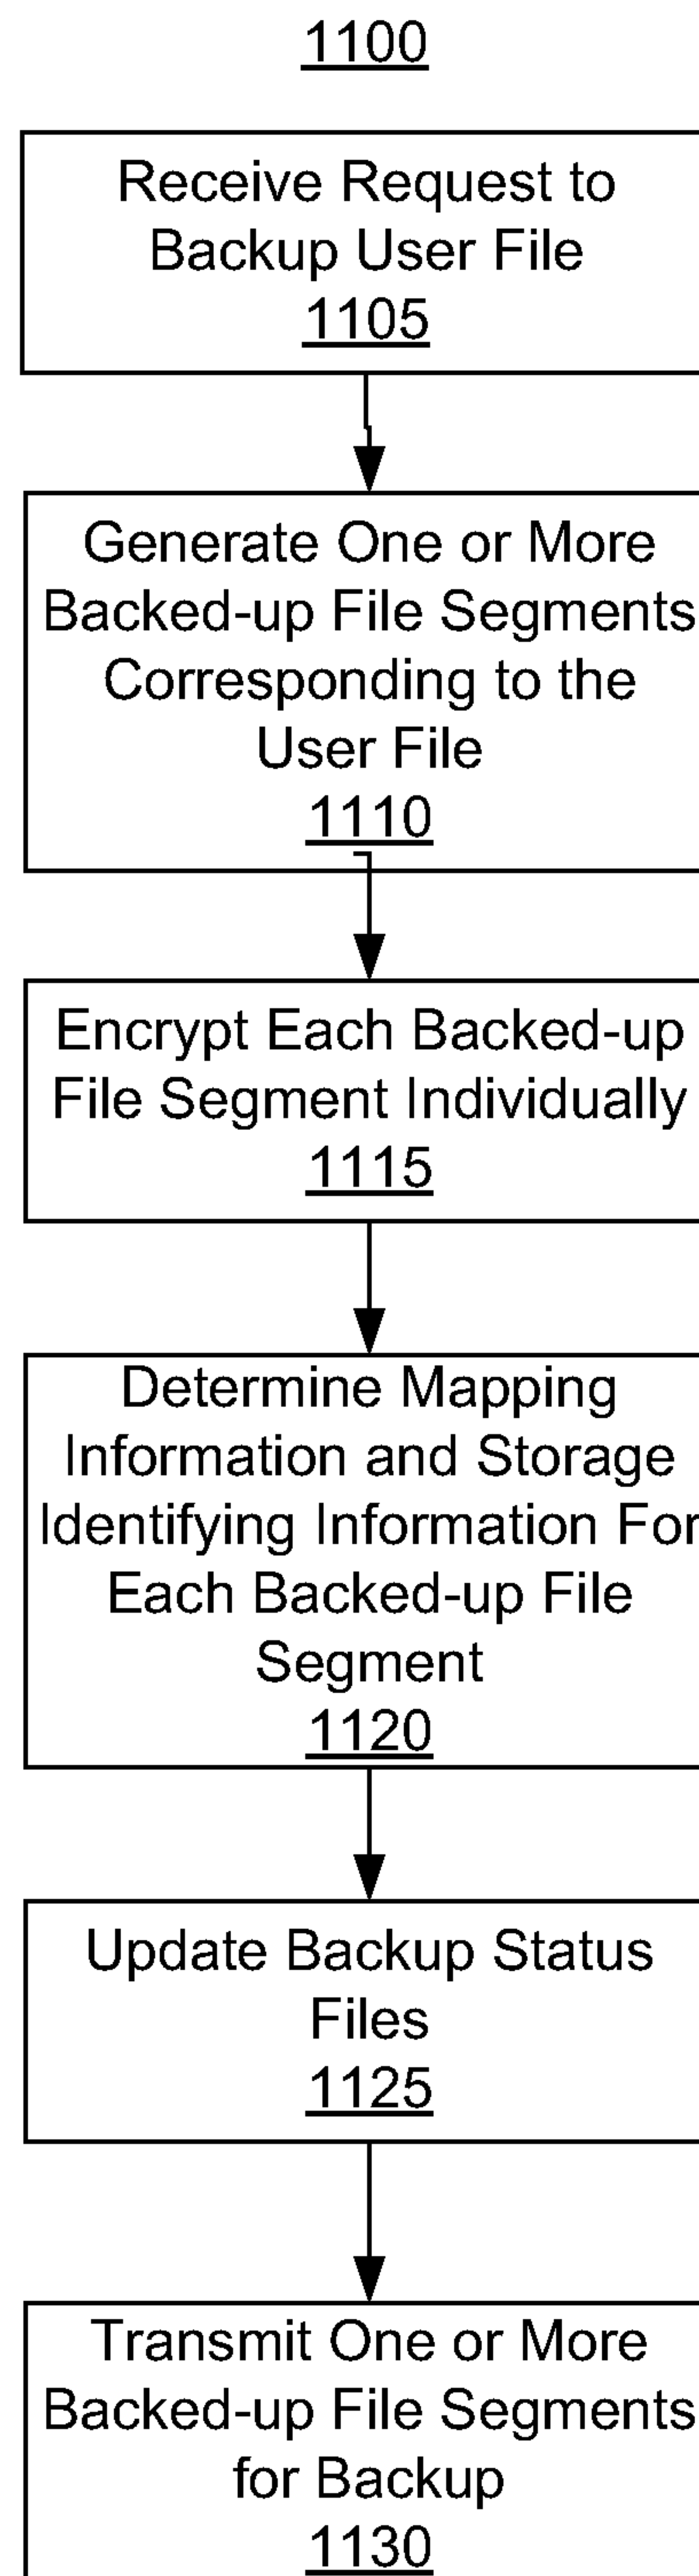 1100
Receive Request to
Backup User File
1105
Generate One or More
Backed-up File Segments
Corresponding to the
User File
1110
Encrypt Each Backed-up
File Segment Individually
1115
Determine Mapping
Information and Storage
Identifying Information For
Each Backed-up File
Segment
1120
Update Backup Status
Files
1125
Transmit One or More
Backed-up File Segments
for Backup
1130